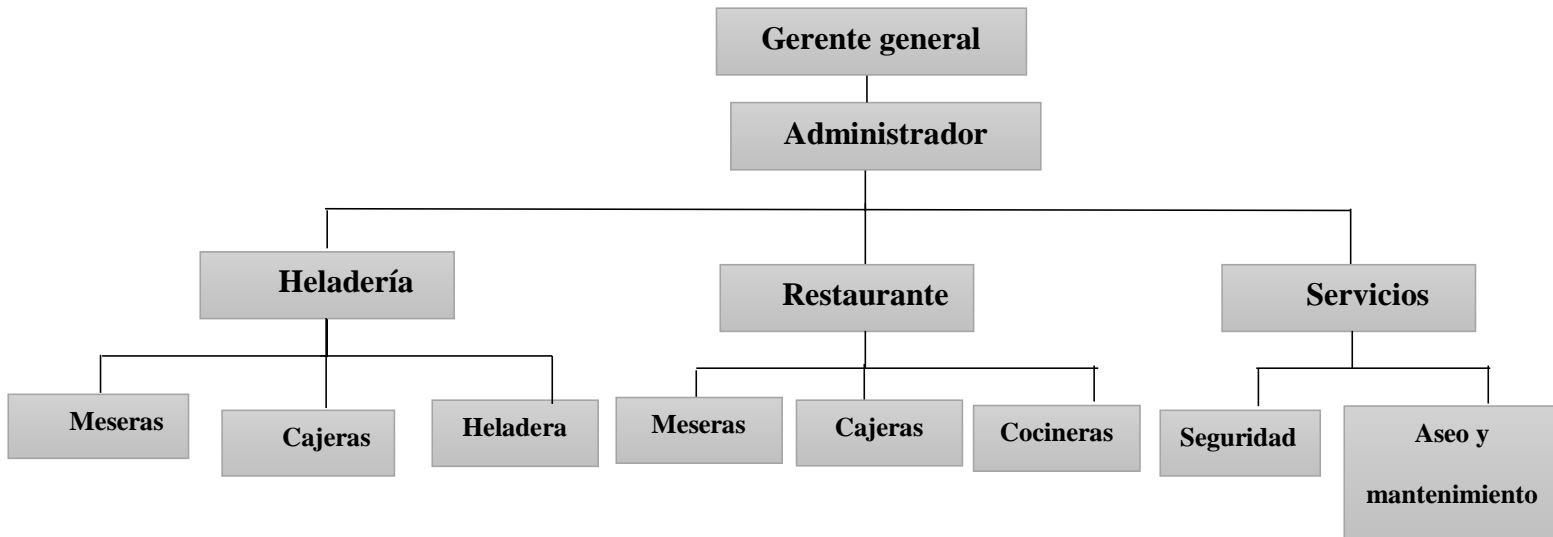 Gerente general
Administrador
Heladería
Restaurante
Servicios
Meseras
Cajeras
Heladera
Meseras
Cajeras
Cocineras
Seguridad
Aseo y
mantenimiento